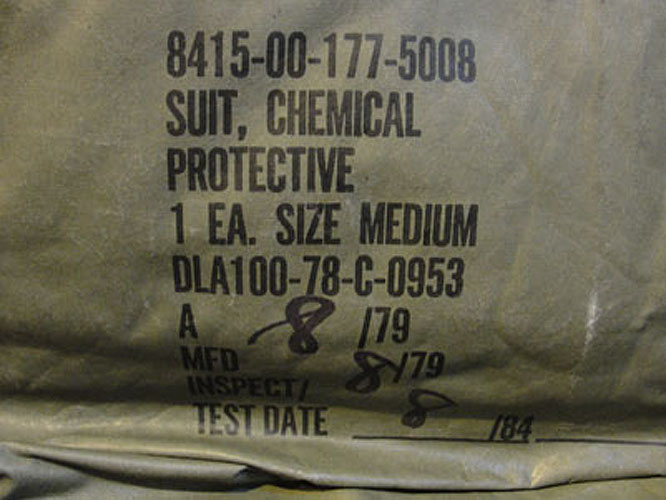 8415-00-177-5008
SUIT, CHEMICAL
PROTECTIVE
1 EA. SIZE MEDIUM
DLA100-78-C-0953
A 8 /79
MFD 8/79
INSPECT/
TEST DATE 8 /84